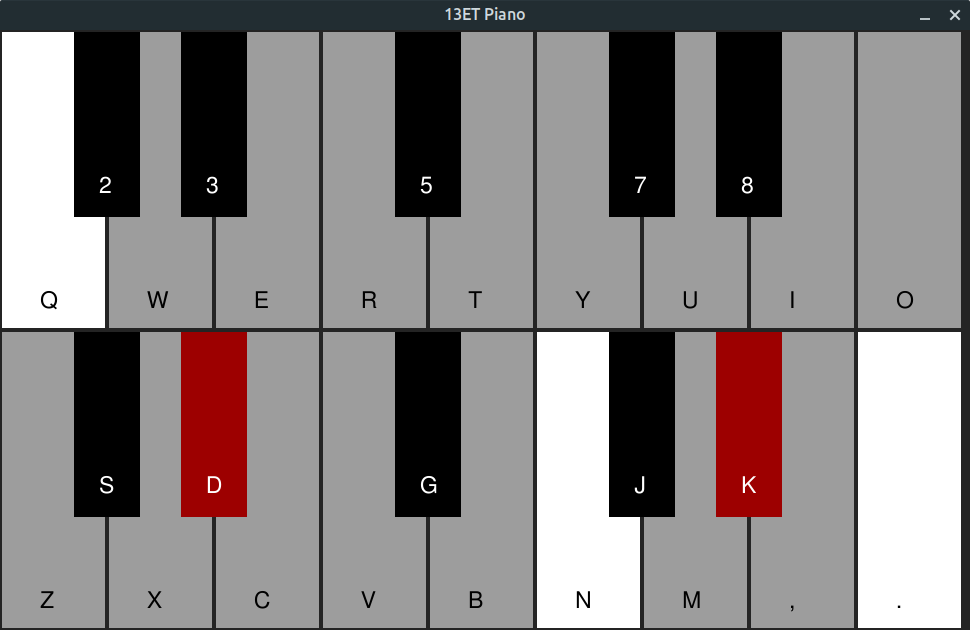 13ET Piano
2 3 5 7 8
Q W E R T Y U I O
S D G J K
Z X C V B N M , .